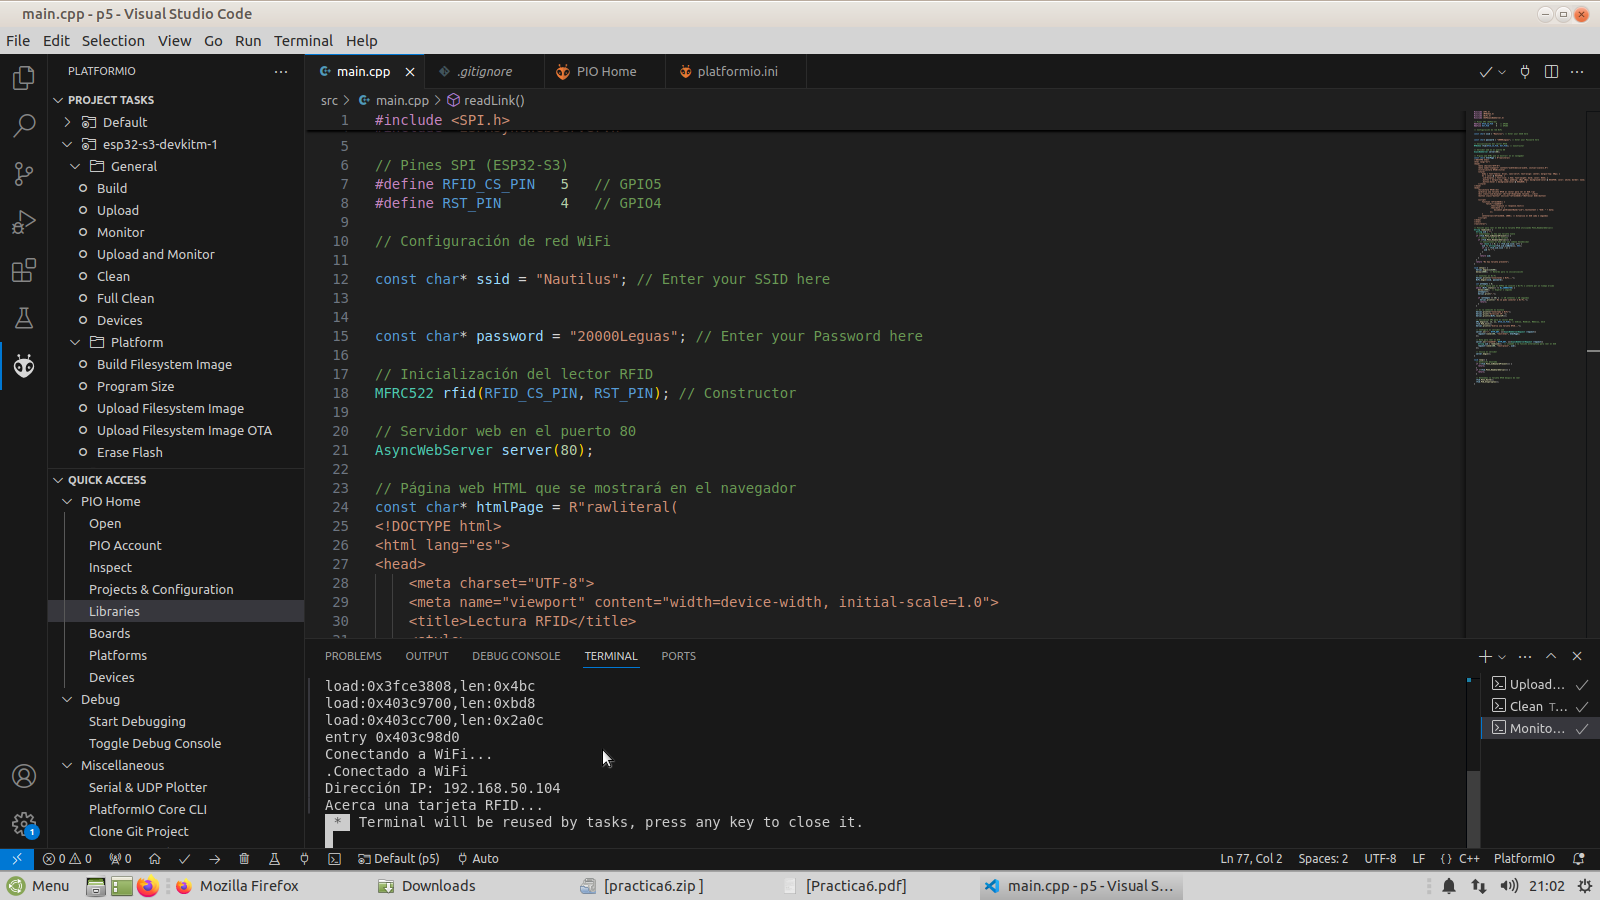 main.cpp - p5 - Visual Studio Code
File Edit Selection View Go Run Terminal Help
PLATFORMIO
PROJECT TASKS
Default
esp32-s3-devkitm-1
General
Build
Upload
Monitor
Upload and Monitor
Clean
Full Clean
Devices
Platform
Build Filesystem Image
Program Size
Upload Filesystem Image
Upload Filesystem Image OTA
Erase Flash
QUICK ACCESS
PIO Home
Open
PIO Account
Inspect
Projects & Configuration
Libraries
Boards
Platforms
Devices
Debug
Start Debugging
Toggle Debug Console
Miscellaneous
Serial & UDP Plotter
PlatformIO Core CLI
Clone Git Project
1
main.cpp .gitignore PIO Home platformio.ini
src > main.cpp > readLink()
1 #include <SPI.h>
5
6 // Pines SPI (ESP32-S3)
7 #define RFID_CS_PIN 5 // GPIO5
8 #define RST_PIN 4 // GPIO4
9
10 // Configuración de red WiFi
11
12 const char* ssid = "Nautilus"; // Enter your SSID here
13
14
15 const char* password = "20000Leguas"; // Enter your Password here
16
17 // Inicialización del lector RFID
18 MFRC522 rfid(RFID_CS_PIN, RST_PIN); // Constructor
19
20 // Servidor web en el puerto 80
21 AsyncWebServer server(80);
22
23 // Página web HTML que se mostrará en el navegador
24 const char* htmlPage = R"rawliteral(
25 <!DOCTYPE html>
26 <html lang="es">
27 <head>
28 <meta charset="UTF-8">
29 <meta name="viewport" content="width=device-width, initial-scale=1.0">
30 <title>Lectura RFID</title>
PROBLEMS OUTPUT DEBUG CONSOLE TERMINAL PORTS
load:0x3fce3808,len:0x4bc
load:0x403c9700,len:0xbd8
load:0x403cc700,len:0x2a0c
entry 0x403c98d0
Conectando a WiFi...
.Conectado a WiFi
Dirección IP: 192.168.50.104
Acerca una tarjeta RFID...
* Terminal will be reused by tasks, press any key to close it.
Upload...
Clean T...
Monito...
0 0 0 Default (p5) Auto Ln 77, Col 2 Spaces: 2 UTF-8 LF {} C++ PlatformIO
Menu Mozilla Firefox Downloads [practica6.zip ] [Practica6.pdf] main.cpp - p5 - Visual S... 21:02